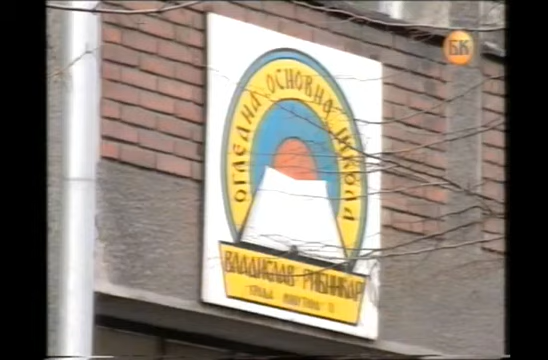 БК
ОГЛЕДНА ОСНОВНА ШКОЛА
ВЛАДИСЛАВ РИБНИКАР